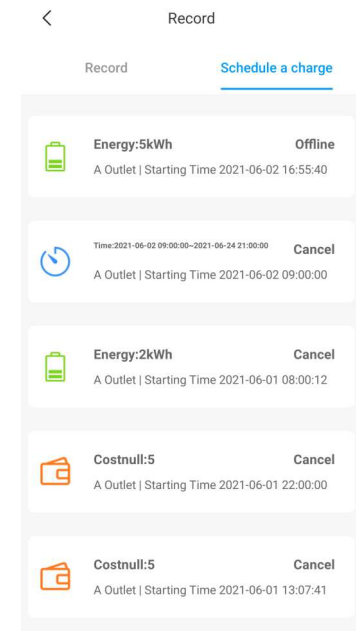 Record
Record Schedule a charge
Energy:5kWh Offline
A Outlet | Starting Time 2021-06-02 16:55:40
Time:2021-06-02 09:00:00~2021-06-24 21:00:00 Cancel
A Outlet | Starting Time 2021-06-02 09:00:00
Energy:2kWh Cancel
A Outlet | Starting Time 2021-06-01 08:00:12
Costnull:5 Cancel
A Outlet | Starting Time 2021-06-01 22:00:00
Costnull:5 Cancel
A Outlet | Starting Time 2021-06-01 13:07:41